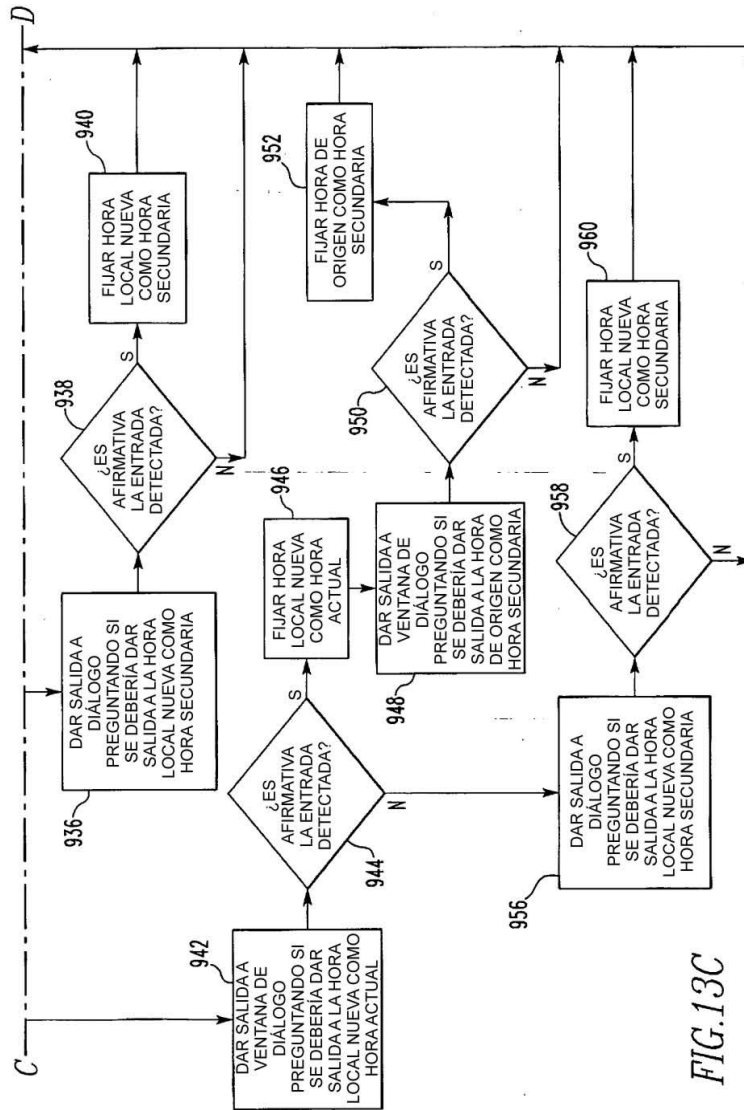 C
D
DAR SALIDA A
DIÁLOGO
PREGUNTANDO SI
SE DEBERÍA DAR
SALIDA A LA HORA
LOCAL NUEVA COMO
HORA SECUNDARIA
936
¿ES
AFIRMATIVA
LA ENTRADA
DETECTADA?
938
S
N
FIJAR HORA
LOCAL NUEVA
COMO HORA
SECUNDARIA
940
942
DAR SALIDA A
VENTANA DE
DIÁLOGO
PREGUNTANDO SI
SE DEBERÍA DAR
SALIDA A LA HORA
LOCAL NUEVA COMO
HORA ACTUAL
¿ES
AFIRMATIVA
LA ENTRADA
DETECTADA?
944
S
N
FIJAR HORA
LOCAL NUEVA
COMO HORA
ACTUAL
946
DAR SALIDA A
VENTANA DE
DIÁLOGO
PREGUNTANDO SI
SE DEBERÍA DAR
SALIDA A LA HORA
DE ORIGEN COMO
HORA SECUNDARIA
948
¿ES
AFIRMATIVA
LA ENTRADA
DETECTADA?
950
S
N
FIJAR HORA DE
ORIGEN COMO HORA
SECUNDARIA
952
DAR SALIDA A
DIÁLOGO
PREGUNTANDO SI
SE DEBERÍA DAR
SALIDA A LA HORA
LOCAL NUEVA COMO
HORA SECUNDARIA
956
¿ES
AFIRMATIVA
LA ENTRADA
DETECTADA?
958
S
N
FIJAR HORA
LOCAL NUEVA
COMO HORA
SECUNDARIA
960
FIG.13C